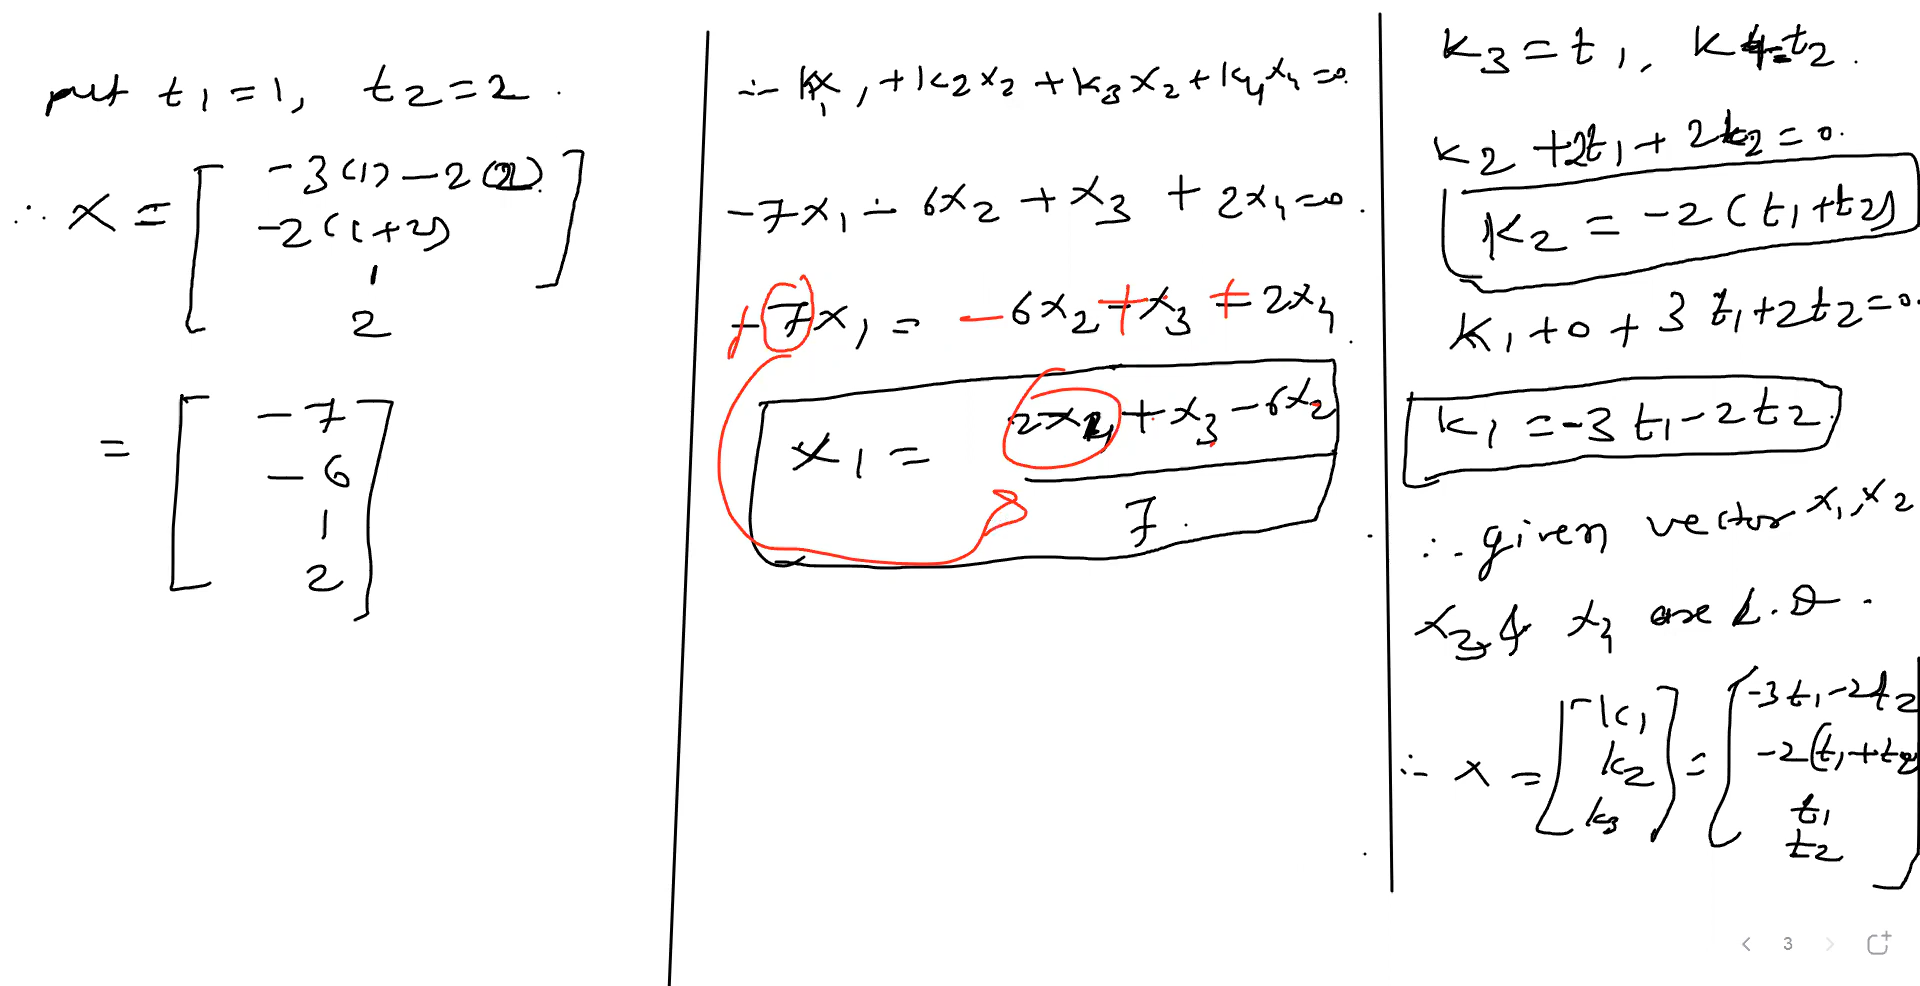 put t1 = 1, t2 = 2.
∴ x = [ -3(1) - 2(2)
-2(1+2)
1
2 ]
= [ -7
-6
1
2 ]
∴ k1x1 + k2x2 + k3x2 + k4x4 = 0.
-7x1 - 6x2 + x3 + 2x4 = 0.
+7x1 = -6x2 + x3 + 2x4.
x1 = 2x4 + x3 - 6x2
7.
k3 = t1, k4 = t2.
k2 + 2t1 + 2t2 = 0.
k2 = -2(t1+t2)
k1 + 0 + 3t1 + 2t2 = 0.
k1 = -3t1 - 2t2
∴ given vector x1, x2
x3 & x4 are L.D.
∴ x = [ k1 k2 k3 ] = [ -3t1 - 2t2
-2(t1+t2
t1
t2 ]
3